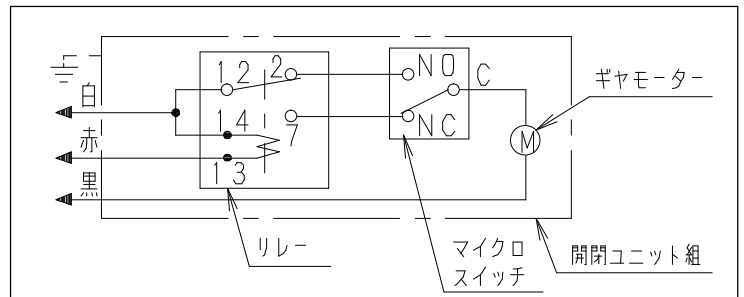 12
2
NO
C
ギヤモーター
白
14
7
NC
M
赤
13
黒
リレー
マイクロ
スイッチ
開閉ユニット組